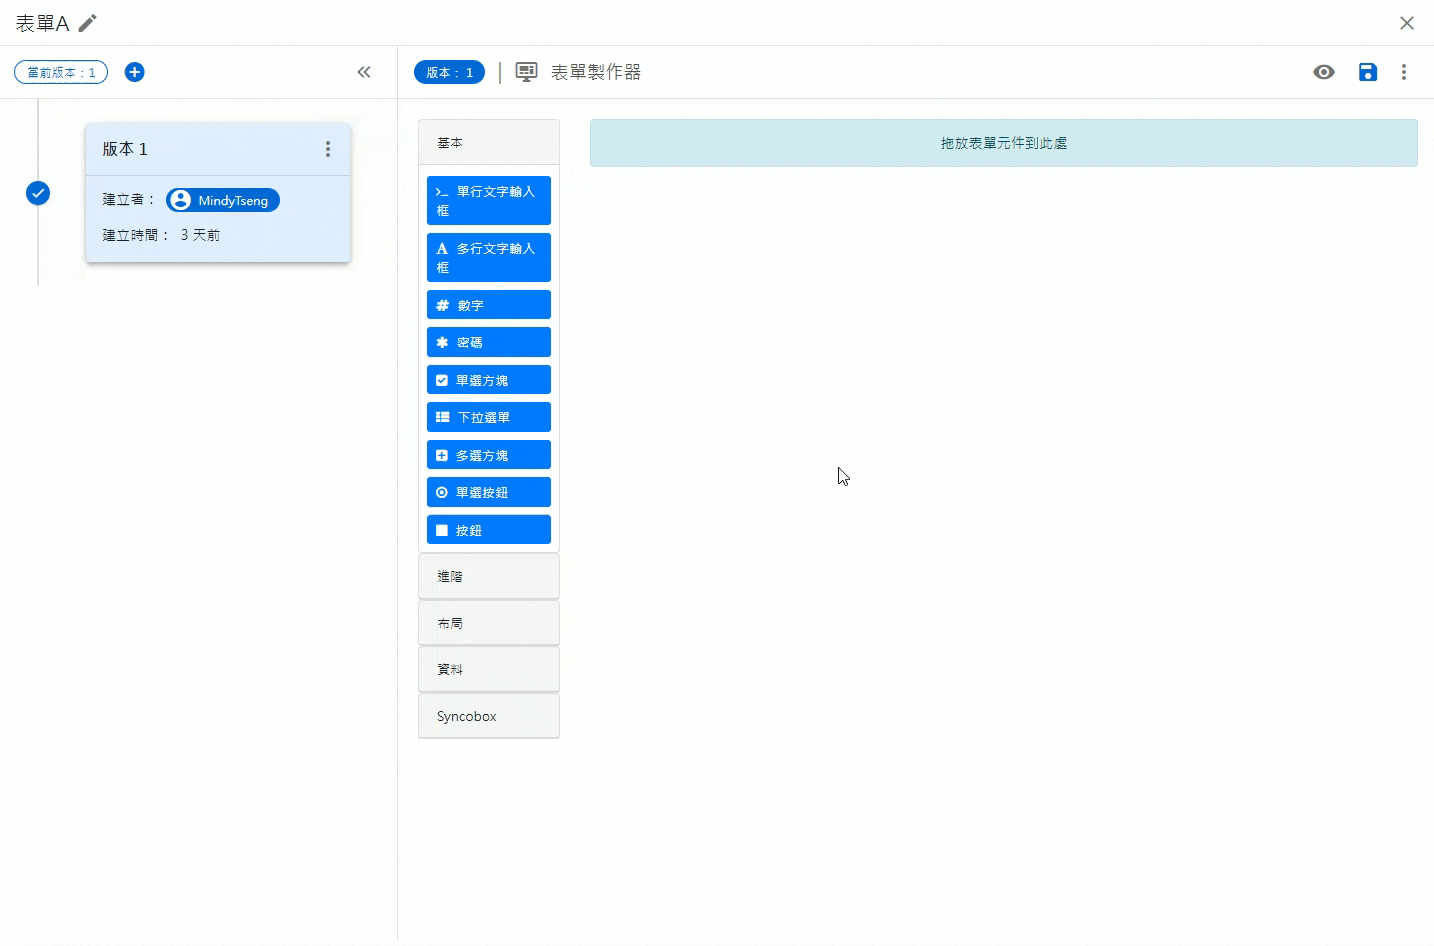 表單A
當前版本：1
版本 1
建立者：
MindyTseng
建立時間： 3 天前
版本： 1
表單製作器
基本
單行文字輸入
框
多行文字輸入
框
數字
密碼
單選方塊
下拉選單
多選方塊
單選按鈕
按鈕
進階
布局
資料
Syncobox
拖放表單元件到此處